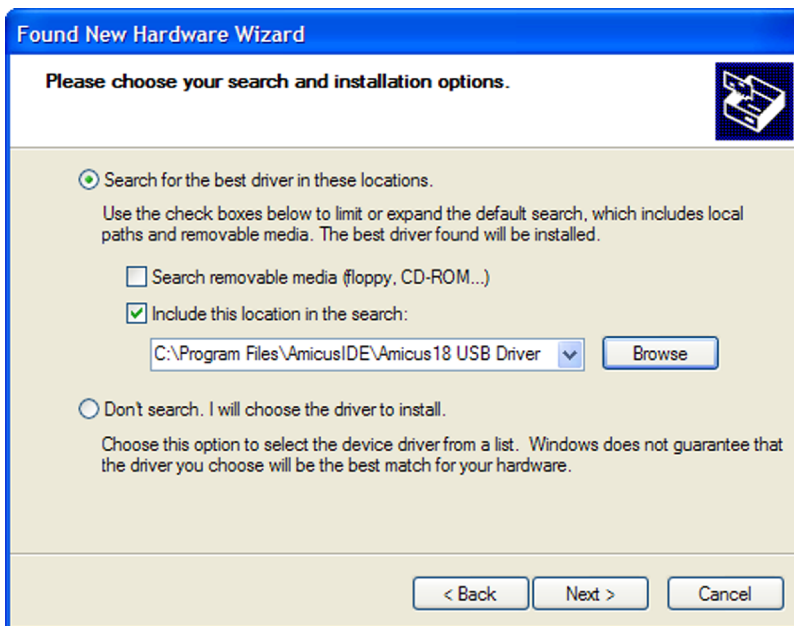 Found New Hardware Wizard
Please choose your search and installation options.
Search for the best driver in these locations.
Use the check boxes below to limit or expand the default search, which includes local
paths and removable media. The best driver found will be installed.
Search removable media (floppy, CD-ROM...)
Include this location in the search:
C:\Program Files\AmicusIDE\Amicus18 USB Driver
Browse
Don't search. I will choose the driver to install.
Choose this option to select the device driver from a list.  Windows does not guarantee that
the driver you choose will be the best match for your hardware.
< Back
Next >
Cancel